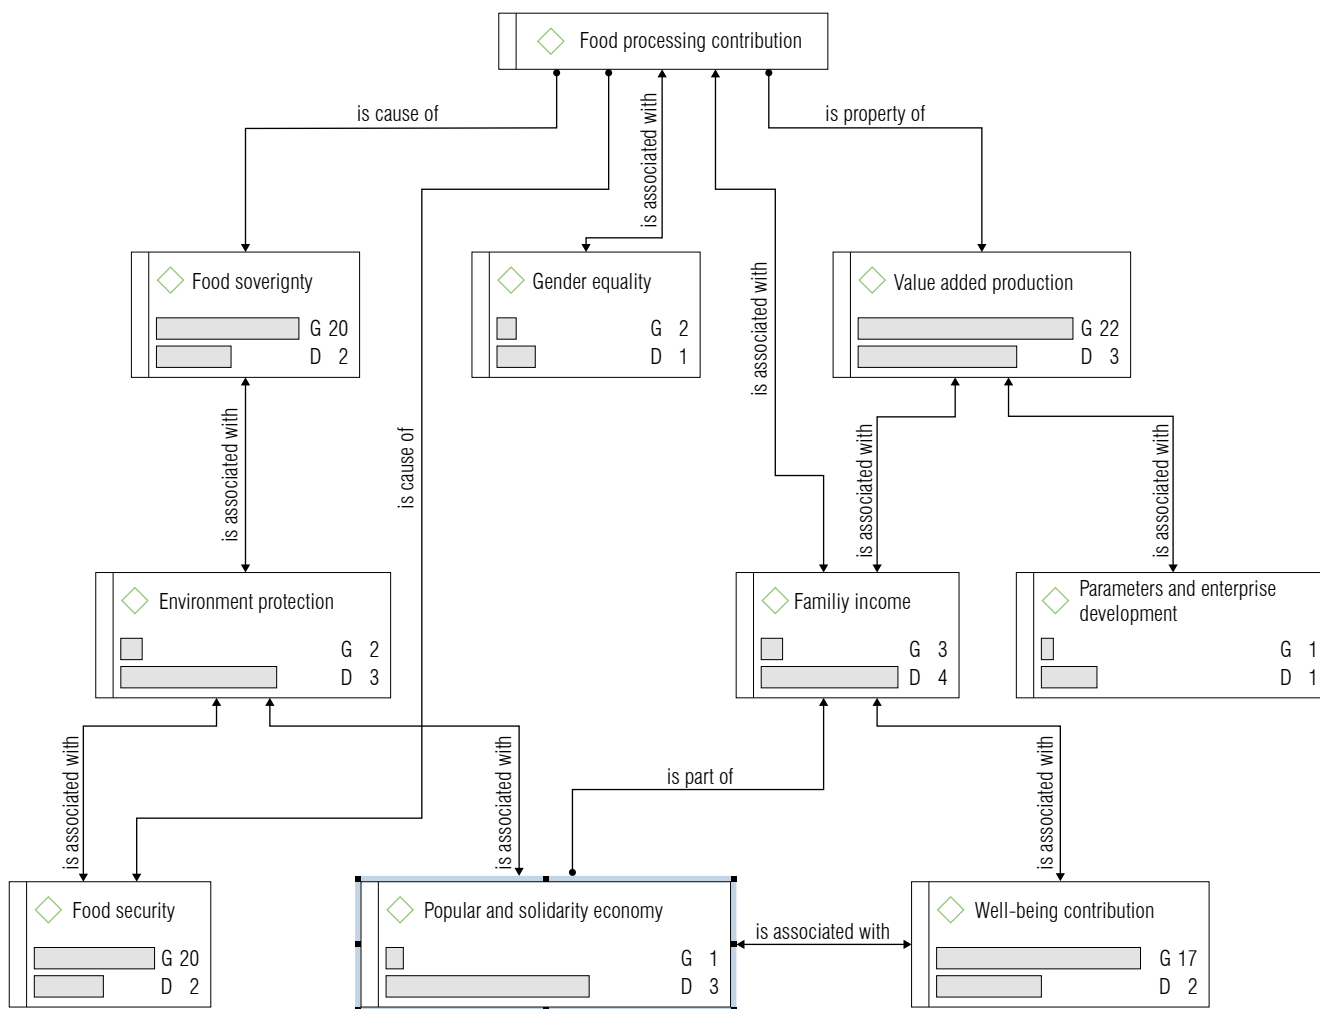 Food processing contribution
is cause of
is property of
is associated with
is associated with
is cause of
Food soverignty
G 20
D 2
Gender equality
G 2
D 1
Value added production
G 22
D 3
is associated with
is associated with
is associated with
Environment protection
G 2
D 3
Familiy income
G 3
D 4
Parameters and enterprise
development
G 1
D 1
is associated with
is associated with
is part of
is associated with
Food security
G 20
D 2
Popular and solidarity economy
G 1
D 3
is associated with
Well-being contribution
G 17
D 2